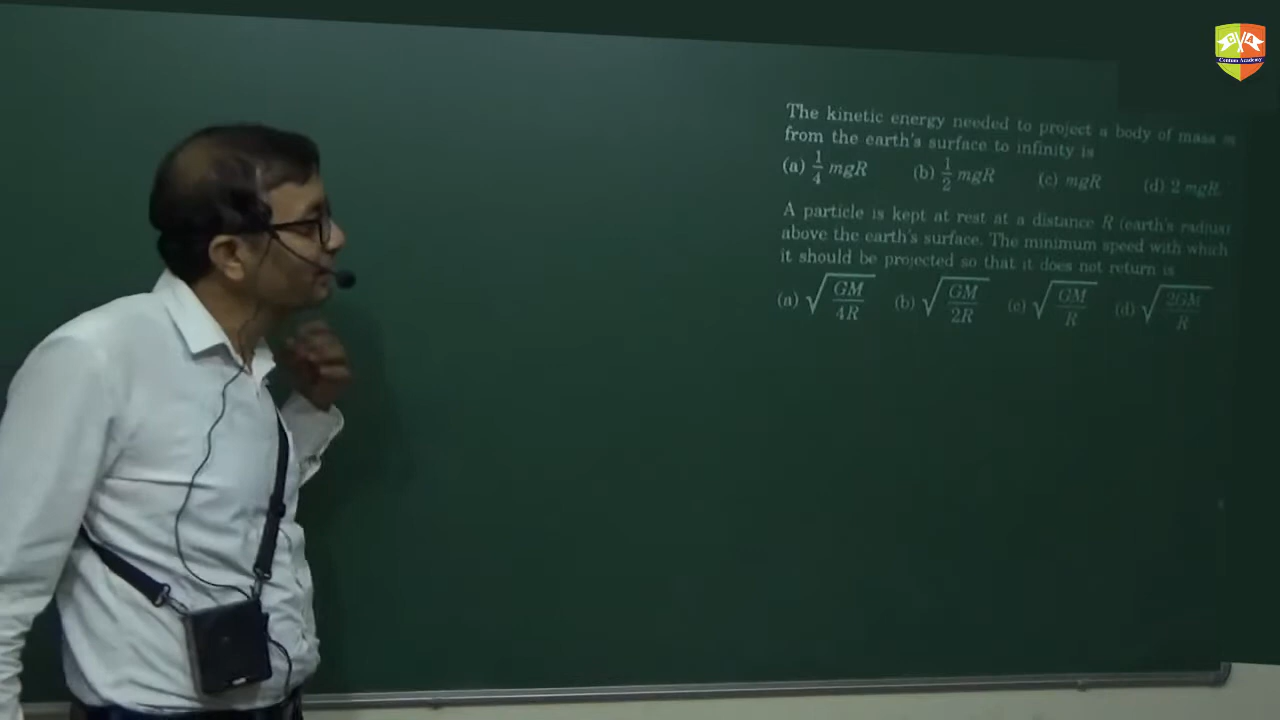 C A
Centum Academy
The kinetic energy needed to project a body of mass m
from the earth's surface to infinity is
(a) 1/4 mgR (b) 1/2 mgR (c) mgR (d) 2 mgR
A particle is kept at rest at a distance R (earth's radius)
above the earth's surface. The minimum speed with which
it should be projected so that it does not return is
(a) √(GM/4R) (b) √(GM/2R) (c) √(GM/R) (d) √(2GM/R)